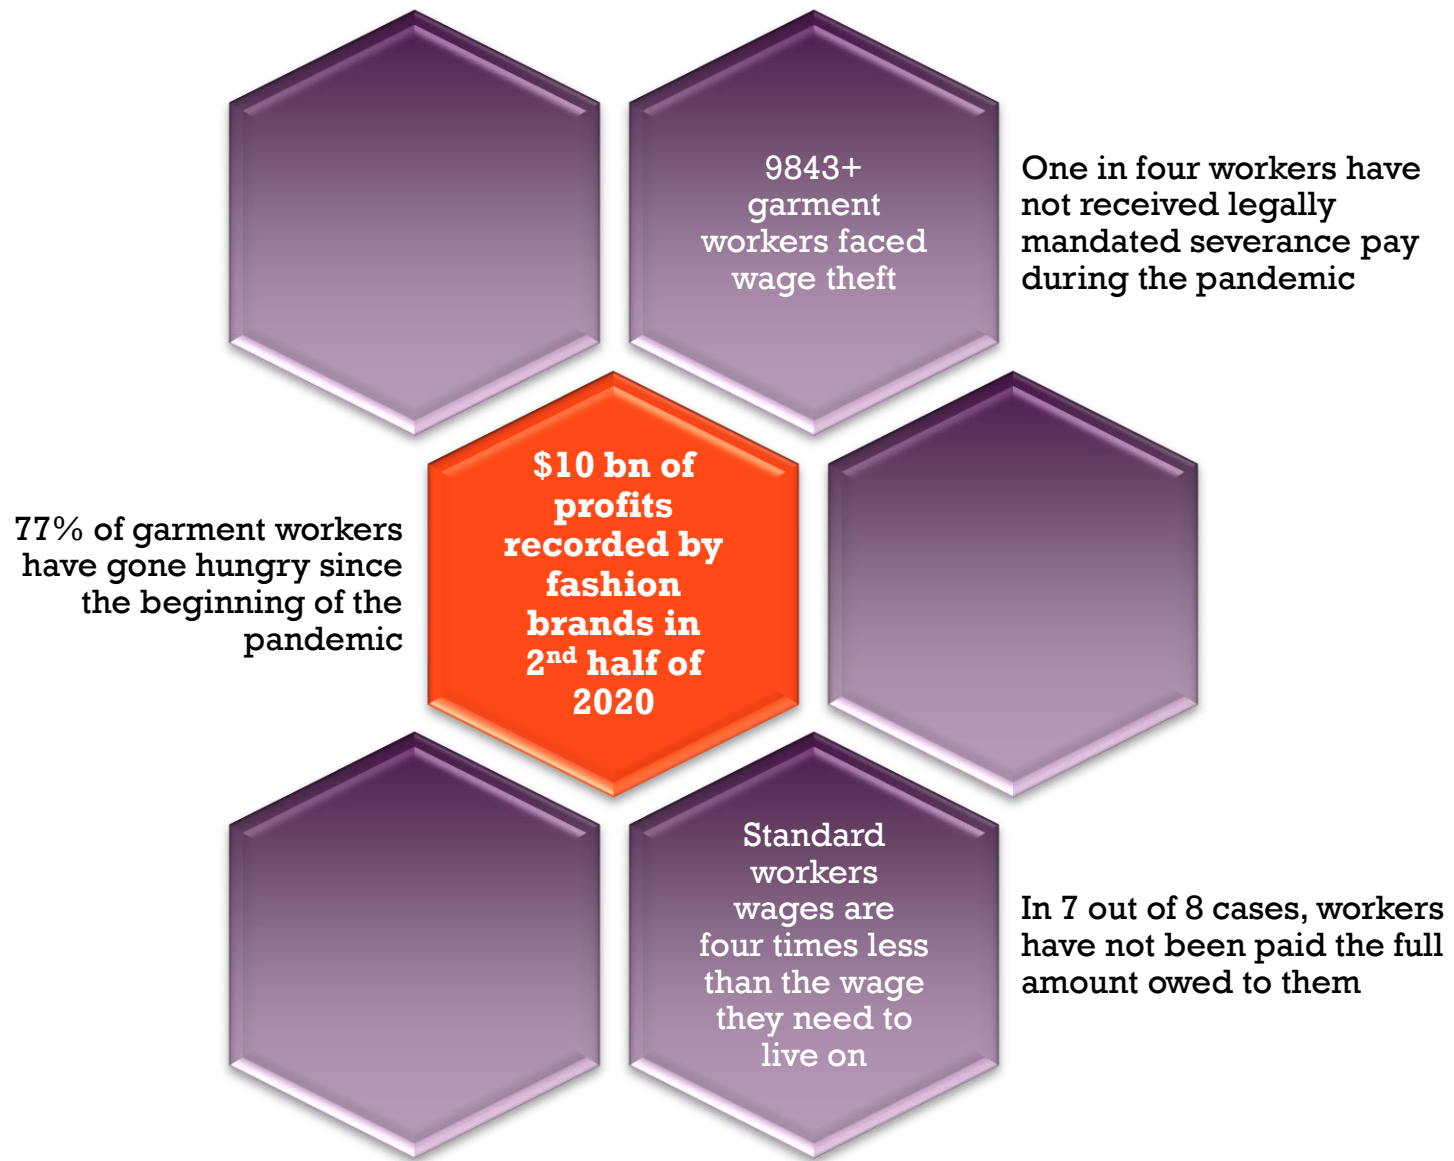 9843+
garment
workers faced
wage theft
One in four workers have
not received legally
mandated severance pay
during the pandemic
77% of garment workers
have gone hungry since
the beginning of the
pandemic
$10 bn of
profits
recorded by
fashion
brands in
2nd half of
2020
Standard
workers
wages are
four times less
than the wage
they need to
live on
In 7 out of 8 cases, workers
have not been paid the full
amount owed to them